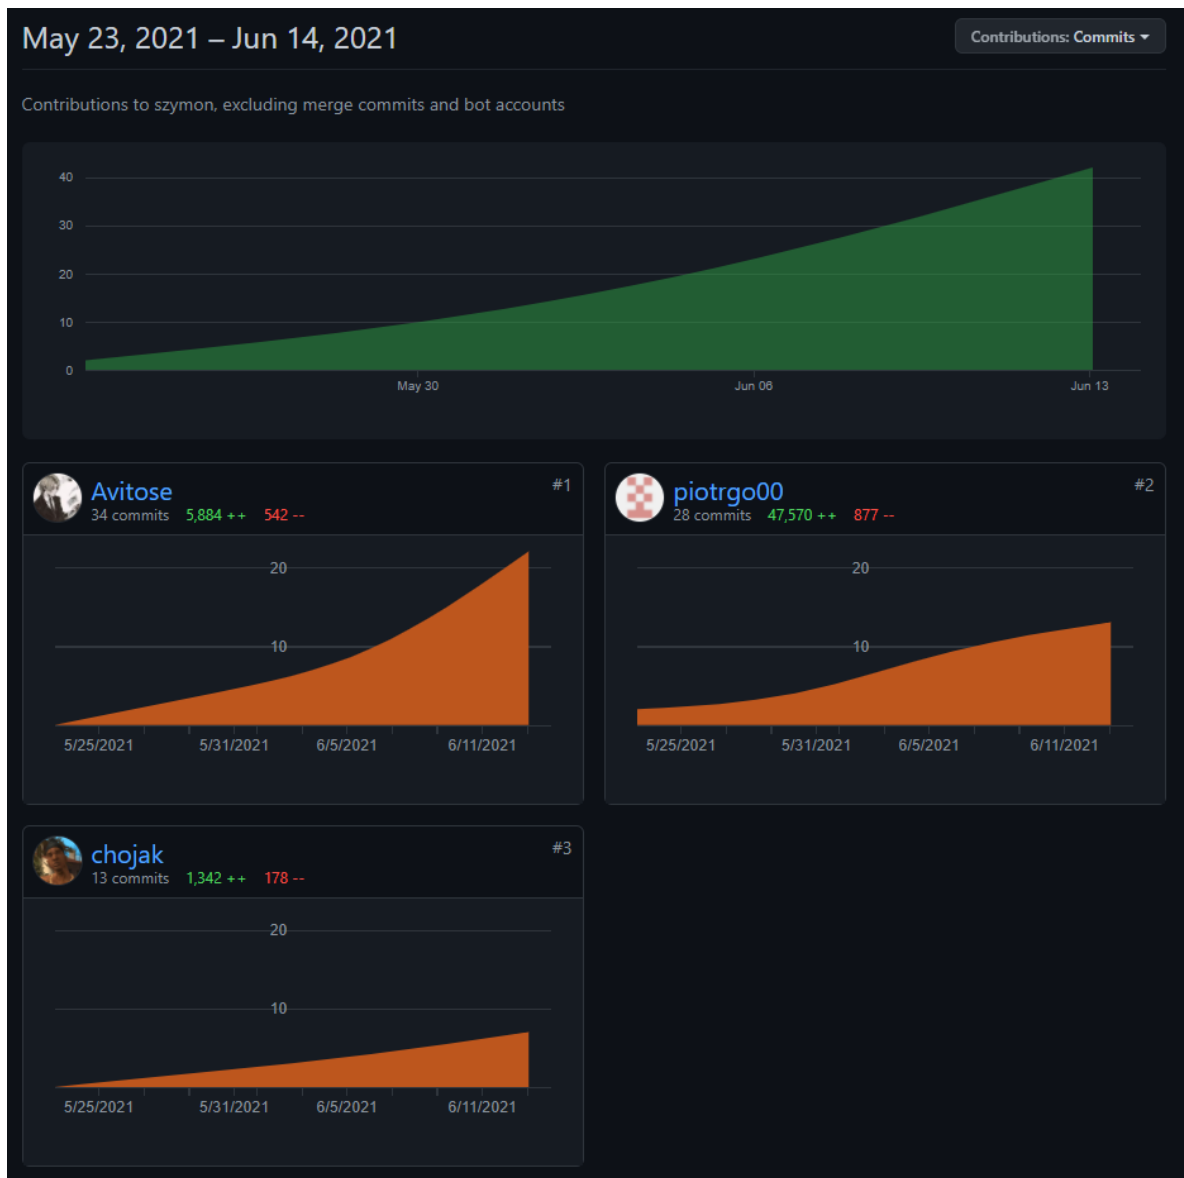 May 23, 2021 – Jun 14, 2021
Contributions: Commits
Contributions to szymon, excluding merge commits and bot accounts
40
30
20
10
0
May 30 Jun 06 Jun 13
Avitose #1
34 commits 5,884 ++ 542 --
20
10
5/25/2021 5/31/2021 6/5/2021 6/11/2021
piotrgo00 #2
28 commits 47,570 ++ 877 --
20
10
5/25/2021 5/31/2021 6/5/2021 6/11/2021
chojak #3
13 commits 1,342 ++ 178 --
20
10
5/25/2021 5/31/2021 6/5/2021 6/11/2021